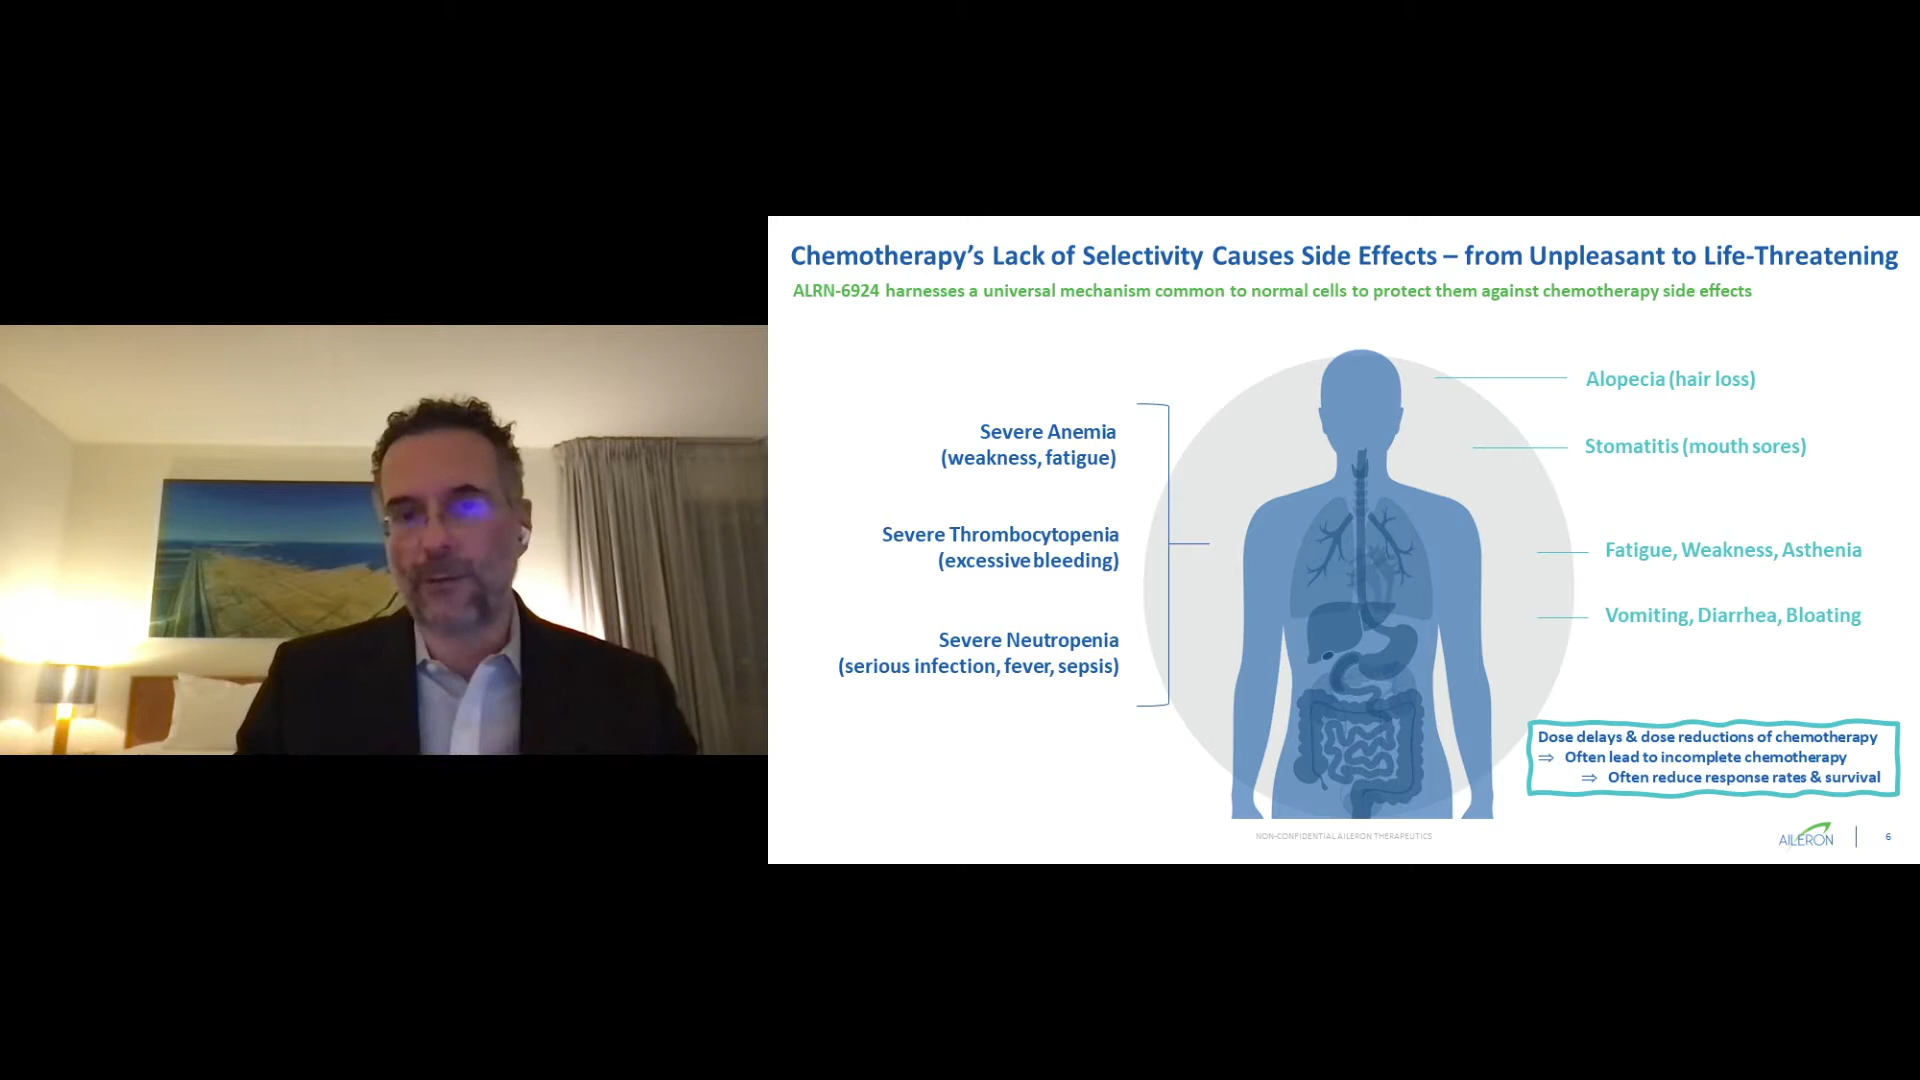 Chemotherapy’s Lack of Selectivity Causes Side Effects – from Unpleasant to Life-Threatening
ALRN-6924 harnesses a universal mechanism common to normal cells to protect them against chemotherapy side effects
Severe Anemia
(weakness, fatigue)
Severe Thrombocytopenia
(excessive bleeding)
Severe Neutropenia
(serious infection, fever, sepsis)
Alopecia (hair loss)
Stomatitis (mouth sores)
Fatigue, Weakness, Asthenia
Vomiting, Diarrhea, Bloating
Dose delays & dose reductions of chemotherapy
⇒ Often lead to incomplete chemotherapy
⇒ Often reduce response rates & survival
NON-CONFIDENTIAL AILERON THERAPEUTICS
AILERON
6